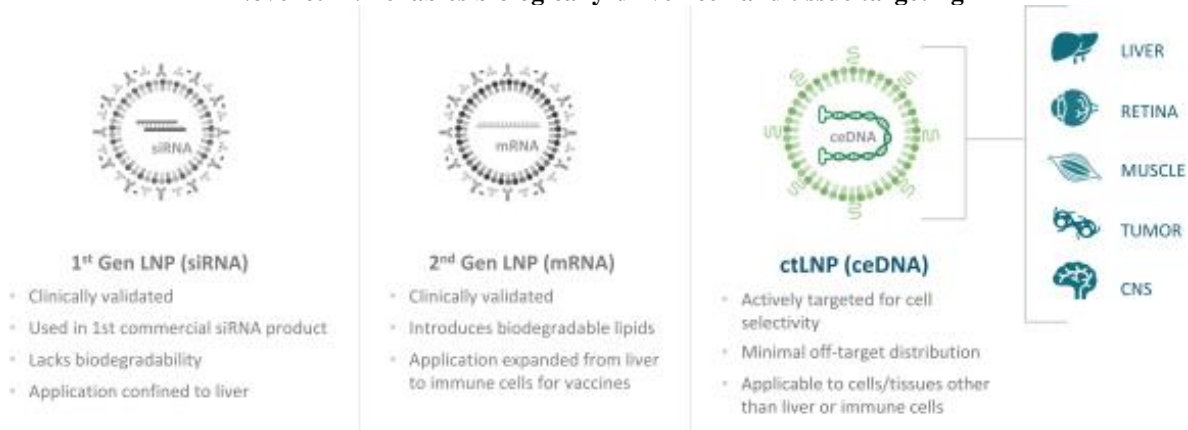 siRNA
1st Gen LNP (siRNA)
• Clinically validated
• Used in 1st commercial siRNA product
• Lacks biodegradability
• Application confined to liver
mRNA
2nd Gen LNP (mRNA)
• Clinically validated
• Introduces biodegradable lipids
• Application expanded from liver
to immune cells for vaccines
ceDNA
ctLNP (ceDNA)
• Actively targeted for cell
selectivity
• Minimal off-target distribution
• Applicable to cells/tissues other
than liver or immune cells
LIVER
RETINA
MUSCLE
TUMOR
CNS